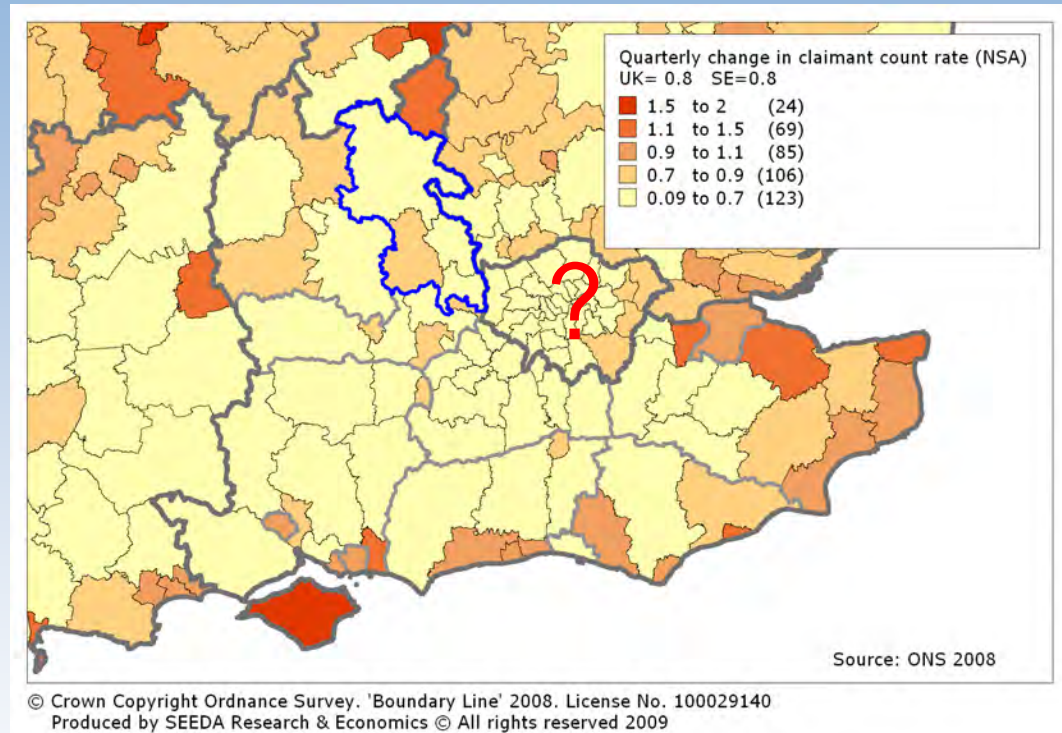 Quarterly change in claimant count rate (NSA)
UK= 0.8 SE=0.8
1.5 to 2 (24)
1.1 to 1.5 (69)
0.9 to 1.1 (85)
0.7 to 0.9 (106)
0.09 to 0.7 (123)
?
Source: ONS 2008
© Crown Copyright Ordnance Survey. 'Boundary Line' 2008. License No. 100029140
Produced by SEEDA Research & Economics © All rights reserved 2009